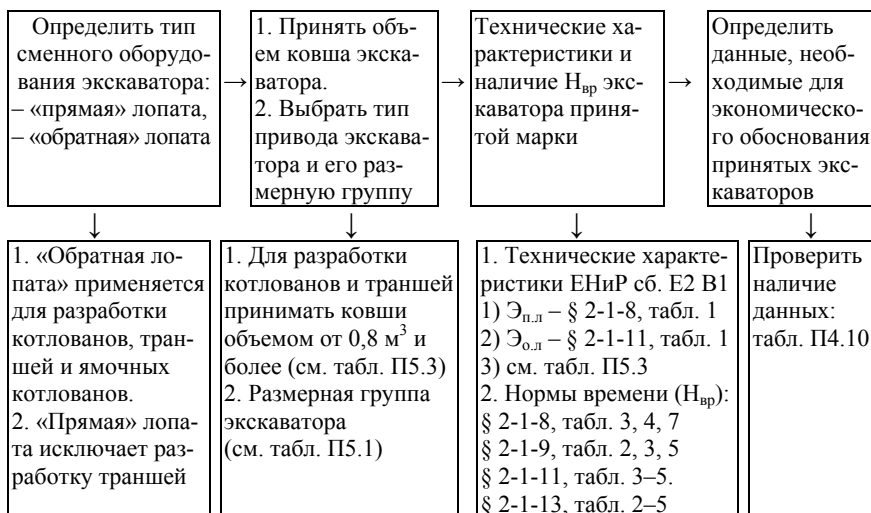 Определить тип
сменного оборудо-
вания экскаватора:
– «прямая» лопата,
– «обратная» лопата
→
1. Принять объ-
ем ковша экска-
ватора.
2. Выбрать тип
привода экскава-
тора и его раз-
мерную группу
→
Технические ха-
рактеристики и
наличие Нвр экс-
каватора приня-
той марки
→
Определить
данные, необ-
ходимые для
экономическо-
го обоснования
принятых экс-
каваторов
↓ ↓ ↓ ↓
1. «Обратная ло-
пата» применяется
для разработки
котлованов, тран-
шей и ямочных
котлованов.
2. «Прямая» лопа-
та исключает раз-
работку траншей
1. Для разработки
котлованов и траншей
принимать ковши
объемом от 0,8 м³ и
более (см. табл. П5.3)
2. Размерная группа
экскаватора
(см. табл. П5.1)
1. Технические характе-
ристики ЕНиР сб. Е2 В1
1) Эп.л – § 2-1-8, табл. 1
2) Эо.л – § 2-1-11, табл. 1
3) см. табл. П5.3
2. Нормы времени (Нвр):
§ 2-1-8, табл. 3, 4, 7
§ 2-1-9, табл. 2, 3, 5
§ 2-1-11, табл. 3–5.
§ 2-1-13, табл. 2–5
Проверить
наличие
данных:
табл. П4.10